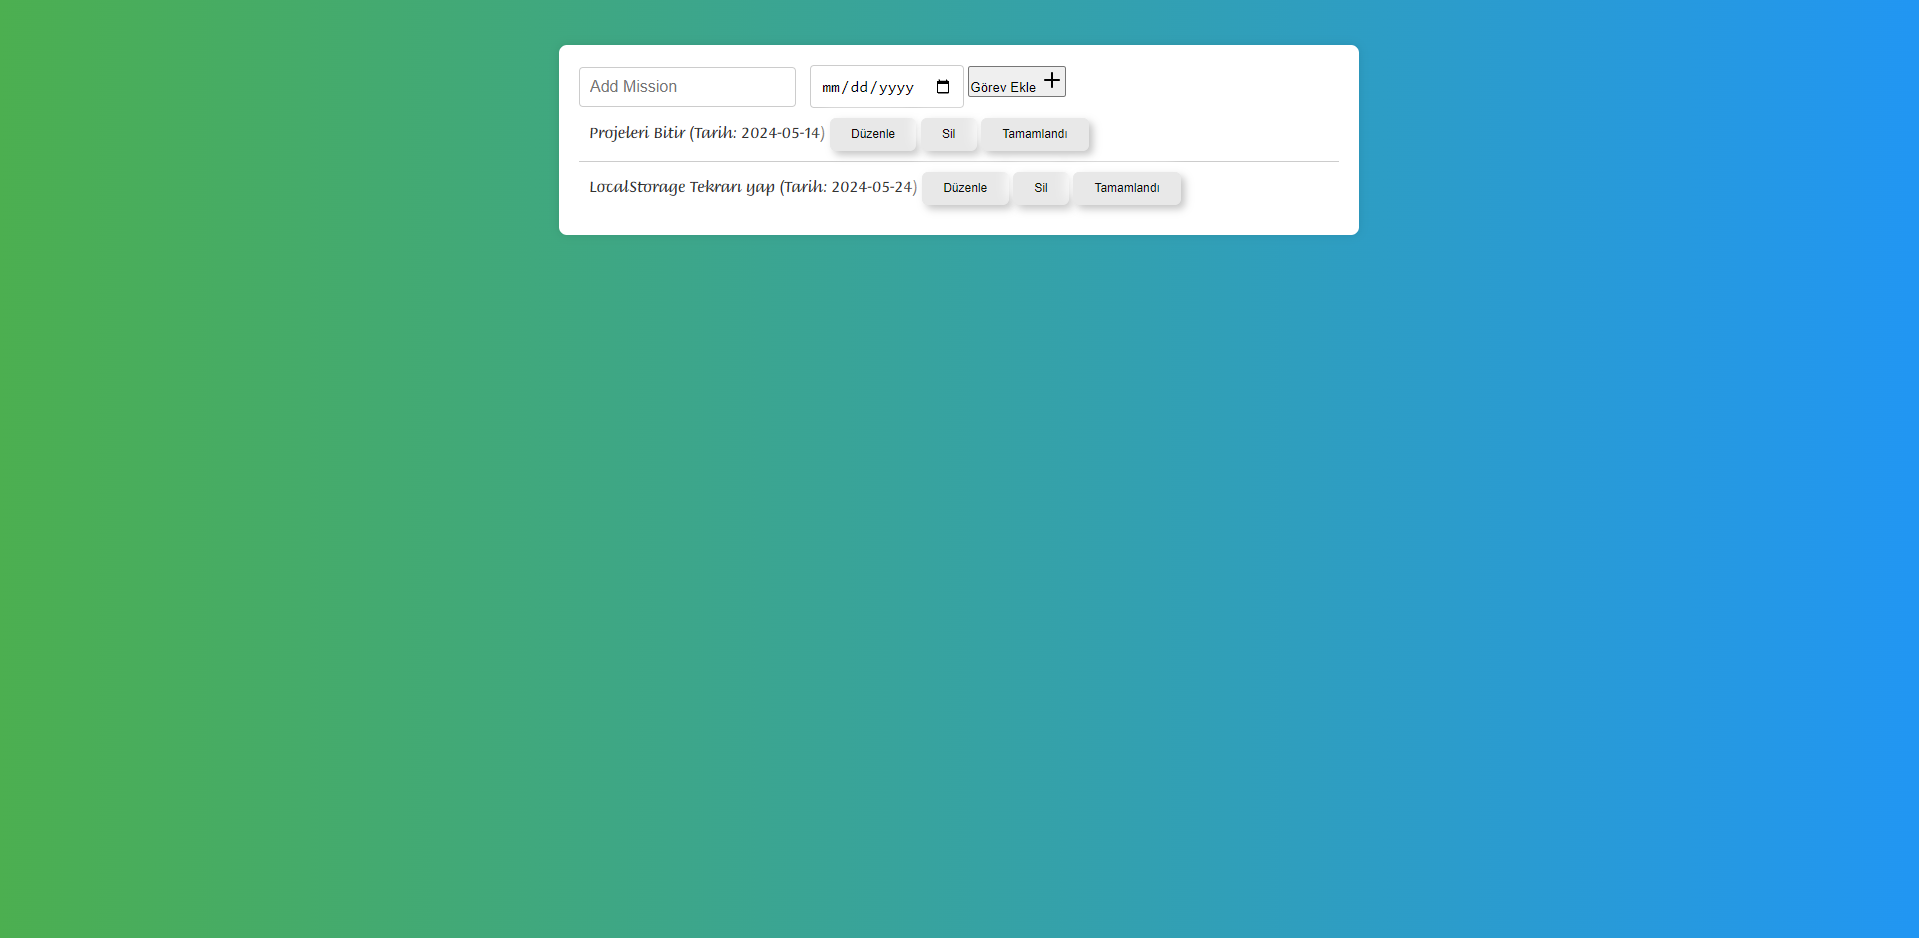 Add Mission mm/dd/yyyy Görev Ekle
Projeleri Bitir (Tarih: 2024-05-14) Düzenle Sil Tamamlandı
LocalStorage Tekrarı yap (Tarih: 2024-05-24) Düzenle Sil Tamamlandı